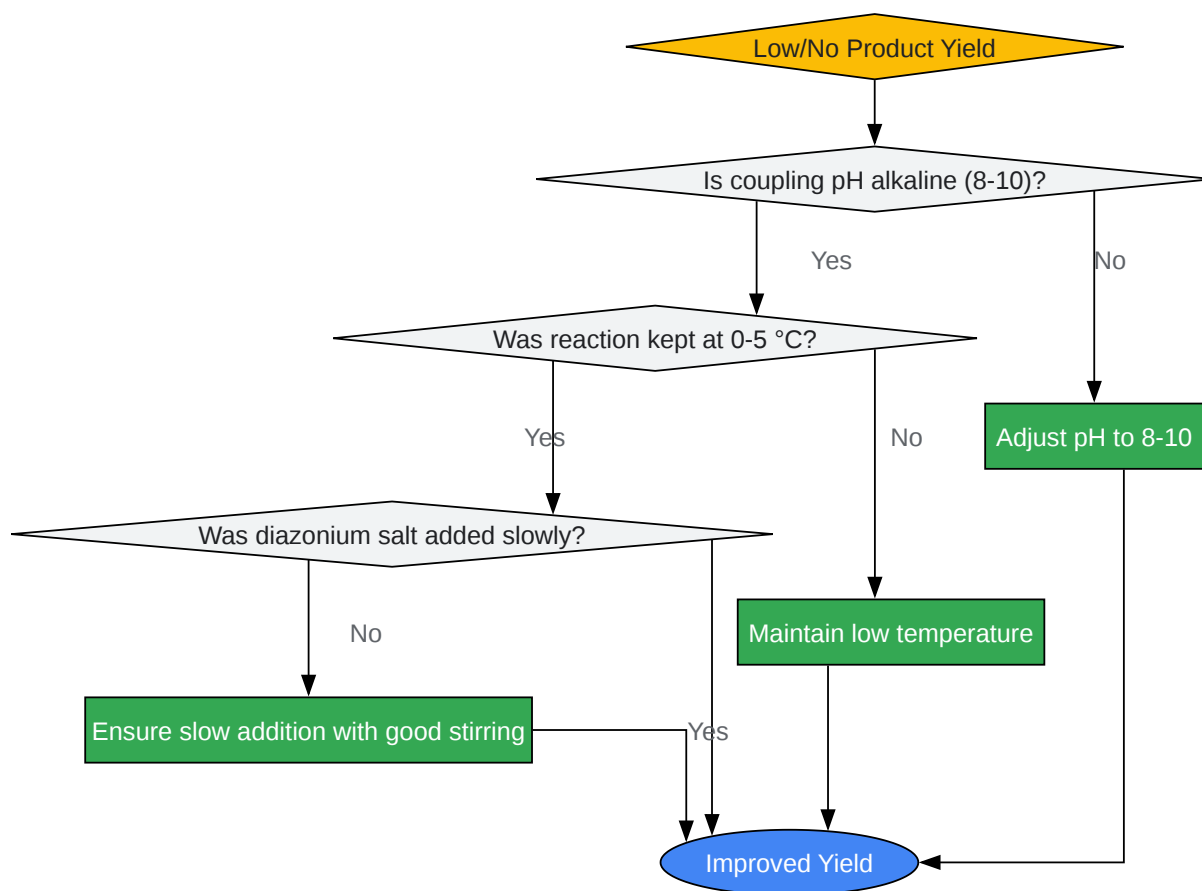 Low/No Product Yield
Is coupling pH alkaline (8-10)?
Yes
No
Was reaction kept at 0-5 °C?
Yes
No
Adjust pH to 8-10
Was diazonium salt added slowly?
No
Maintain low temperature
Ensure slow addition with good stirring
Yes
Improved Yield